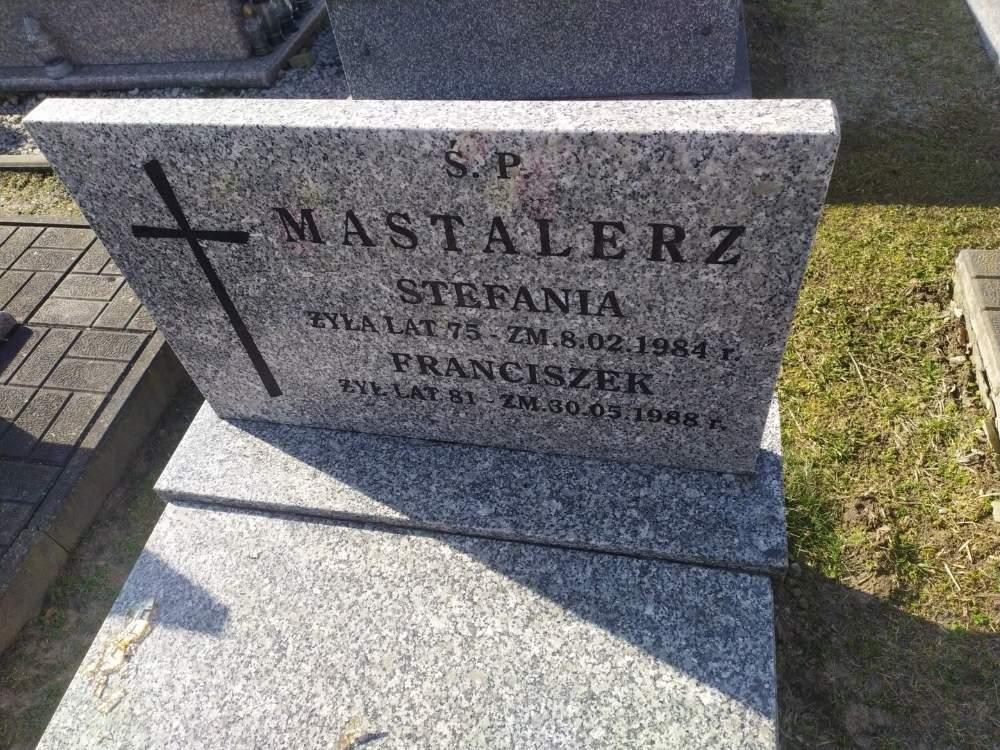 Ś. P.
MASTALERZ
STEFANIA
ŻYŁA LAT 75 - ZM. 8.02.1984 r.
FRANCISZEK
ŻYŁ LAT 81 - ZM. 30.05.1988 r.